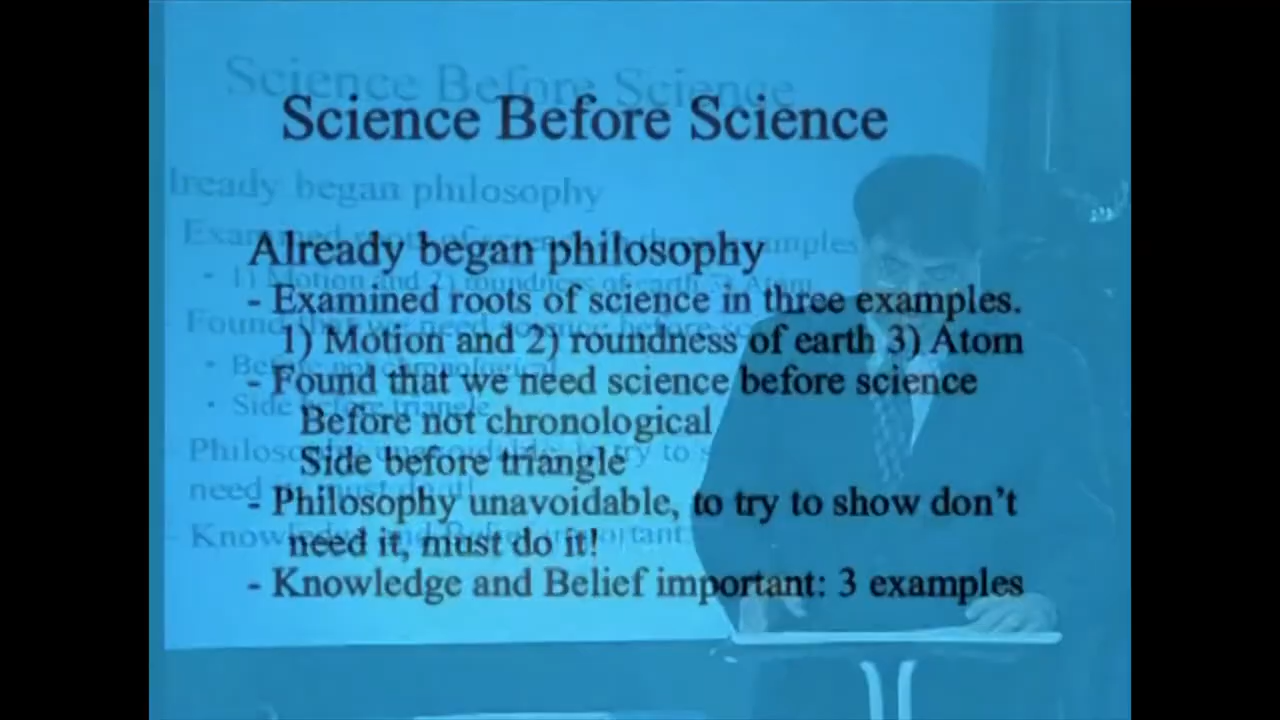 Science Before Science
Already began philosophy
- Examined roots of science in three examples.
1) Motion and 2) roundness of earth 3) Atom
- Found that we need science before science
Before not chronological
Side before triangle
- Philosophy unavoidable, to try to show don't
need it, must do it!
- Knowledge and Belief important: 3 examples